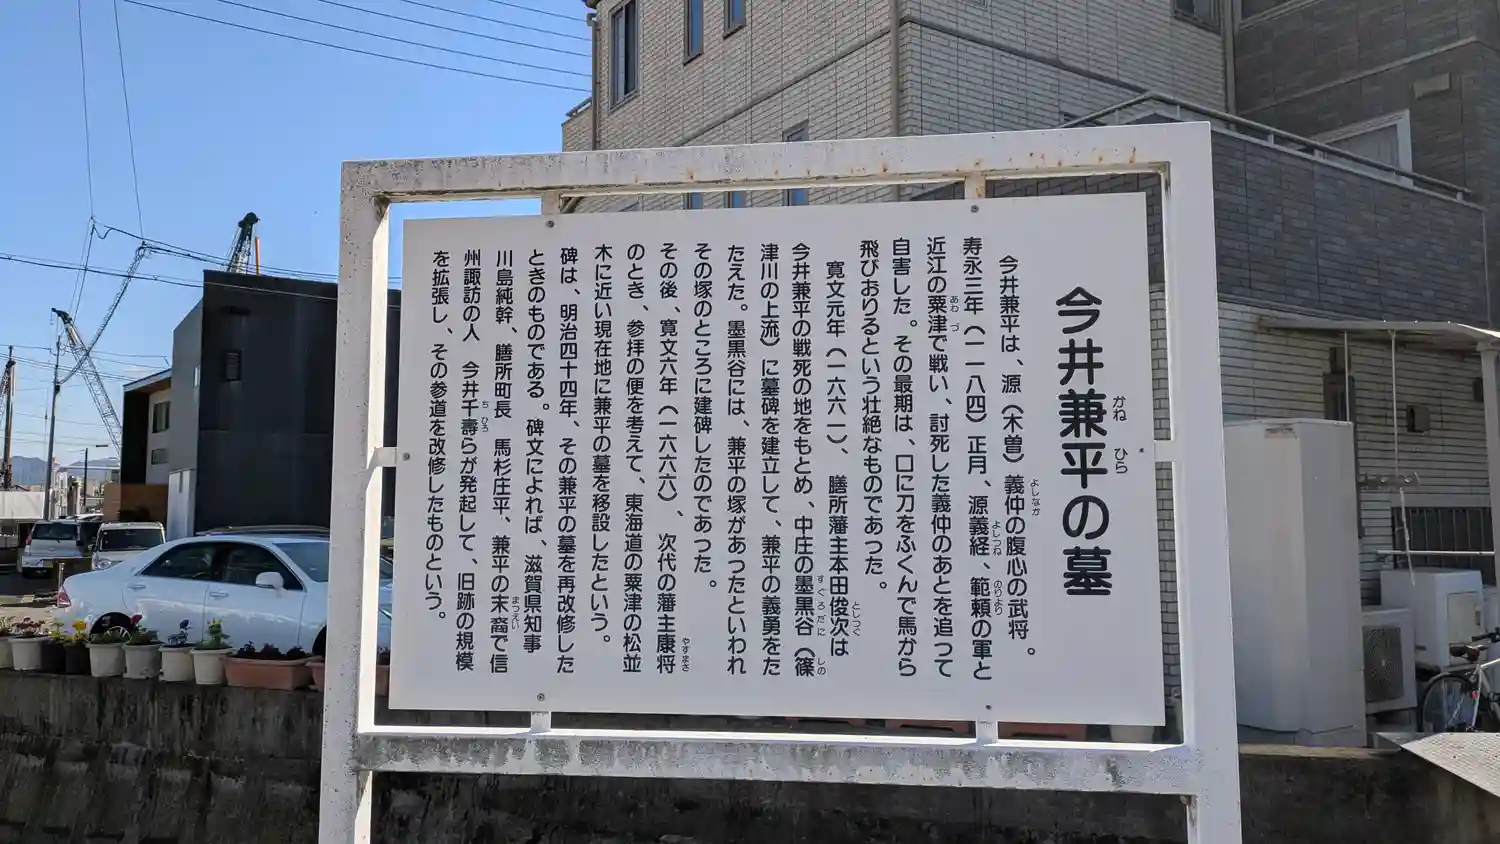 今井兼平の墓
今井兼平は、源（木曽）義仲の腹心の武将。
寿永三年（一一八四）正月、源義経、範頼の軍と
近江の粟津で戦い、討死した義仲のあとを追って
自害した。その最期は、口に刀をふくんで馬から
飛びおりるという壮絶なものであった。
寛文元年（一六六一）、膳所藩主本田俊次は
今井兼平の戦死の地をもとめ、中庄の墨黒谷（篠
津川の上流）に墓碑を建立して、兼平の義勇をた
たえた。墨黒谷には、兼平の塚があったといわれ
その塚のところに建碑したのであった。
その後、寛文六年（一六六六）、次代の藩主康将
のとき、参拝の便を考えて、東海道の粟津の松並
木に近い現在地に兼平の墓を移設したという。
碑は、明治四十四年、その兼平の墓を再改修した
ときのものである。碑文によれば、滋賀県知事
川島純幹、膳所町長　馬杉庄平、兼平の末裔で信
州諏訪の人　今井千壽らが発起して、旧跡の規模
を拡張し、その参道を改修したものという。